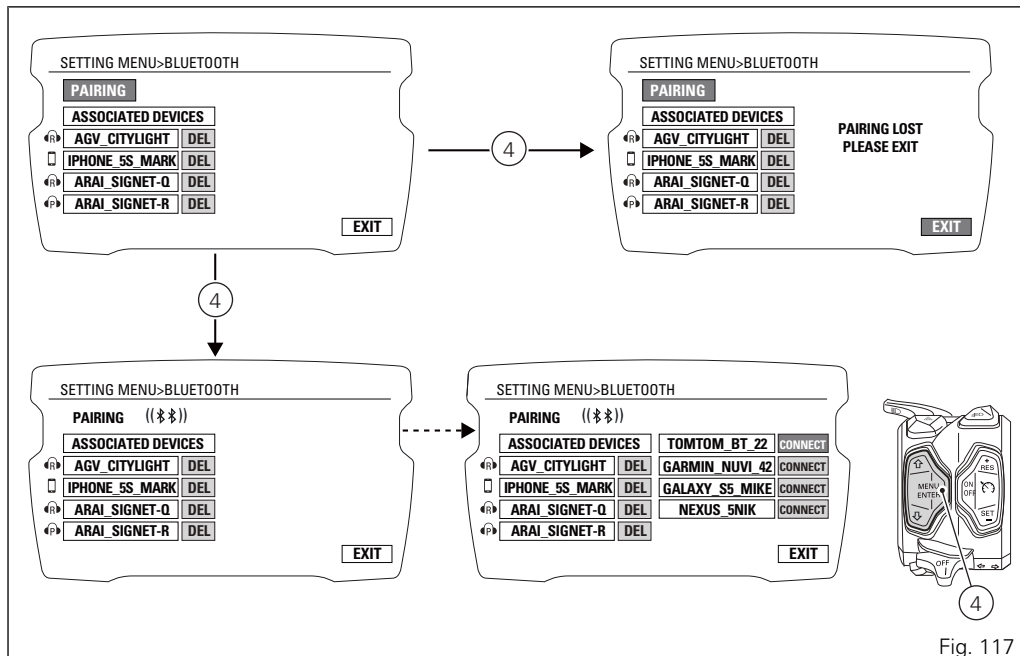 SETTING MENU>BLUETOOTH
PAIRING
ASSOCIATED DEVICES
R AGV_CITYLIGHT DEL
IPHONE_5S_MARK DEL
R ARAI_SIGNET-Q DEL
P ARAI_SIGNET-R DEL
EXIT
4
SETTING MENU>BLUETOOTH
PAIRING
ASSOCIATED DEVICES
R AGV_CITYLIGHT DEL
IPHONE_5S_MARK DEL
R ARAI_SIGNET-Q DEL
P ARAI_SIGNET-R DEL
PAIRING LOST
PLEASE EXIT
EXIT
4
SETTING MENU>BLUETOOTH
PAIRING
ASSOCIATED DEVICES
R AGV_CITYLIGHT DEL
IPHONE_5S_MARK DEL
R ARAI_SIGNET-Q DEL
P ARAI_SIGNET-R DEL
EXIT
SETTING MENU>BLUETOOTH
PAIRING
ASSOCIATED DEVICES TOMTOM_BT_22 CONNECT
R AGV_CITYLIGHT DEL GARMIN_NUVI_42 CONNECT
IPHONE_5S_MARK DEL GALAXY_S5_MIKE CONNECT
R ARAI_SIGNET-Q DEL NEXUS_5NIK CONNECT
P ARAI_SIGNET-R DEL
EXIT
MENU
ENTER
+
RES
ON
OFF
SET
−
OFF
4
Fig. 117